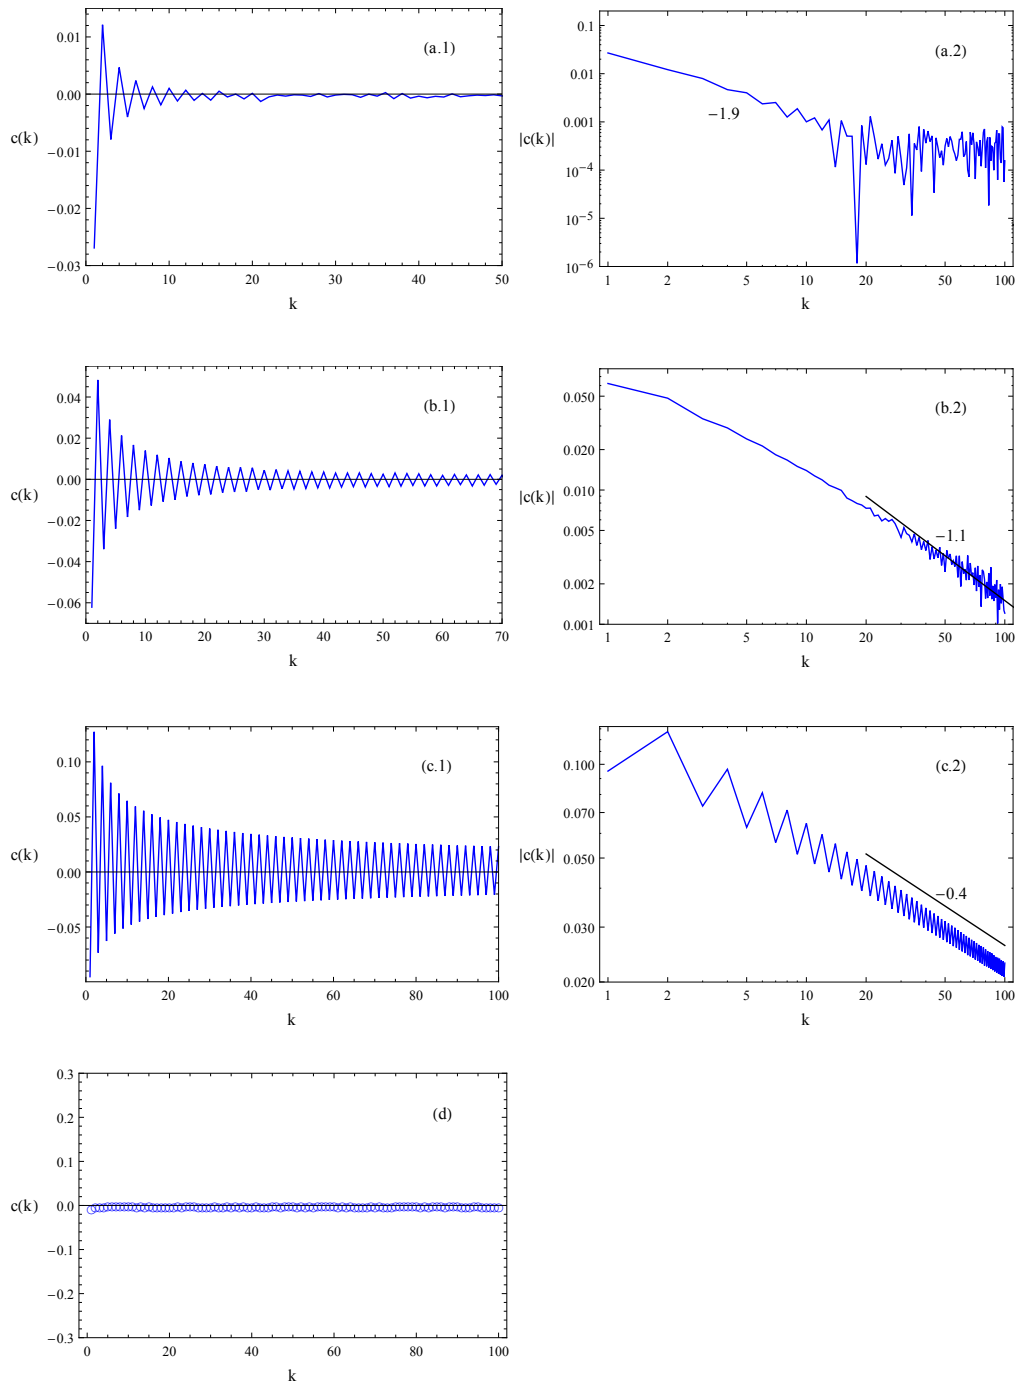 0.01
(a.1)
0.00
c(k)
−0.01
−0.02
−0.03
0 10 20 30 40 50
k
0.1
(a.2)
0.01
−1.9
0.001
|c(k)|
10−4
10−5
10−6
1 2 5 10 20 50 100
k
0.04
(b.1)
0.02
0.00
c(k)
−0.02
−0.04
−0.06
0 10 20 30 40 50 60 70
k
0.050
(b.2)
0.020
0.010
|c(k)|
0.005
−1.1
0.002
0.001
1 2 5 10 20 50 100
k
0.10
(c.1)
0.05
c(k)
0.00
−0.05
0 20 40 60 80 100
k
0.100
(c.2)
0.070
|c(k)|
0.050
−0.4
0.030
0.020
1 2 5 10 20 50 100
k
0.3
0.2
(d)
0.1
c(k)
0.0
−0.1
−0.2
−0.3
0 20 40 60 80 100
k